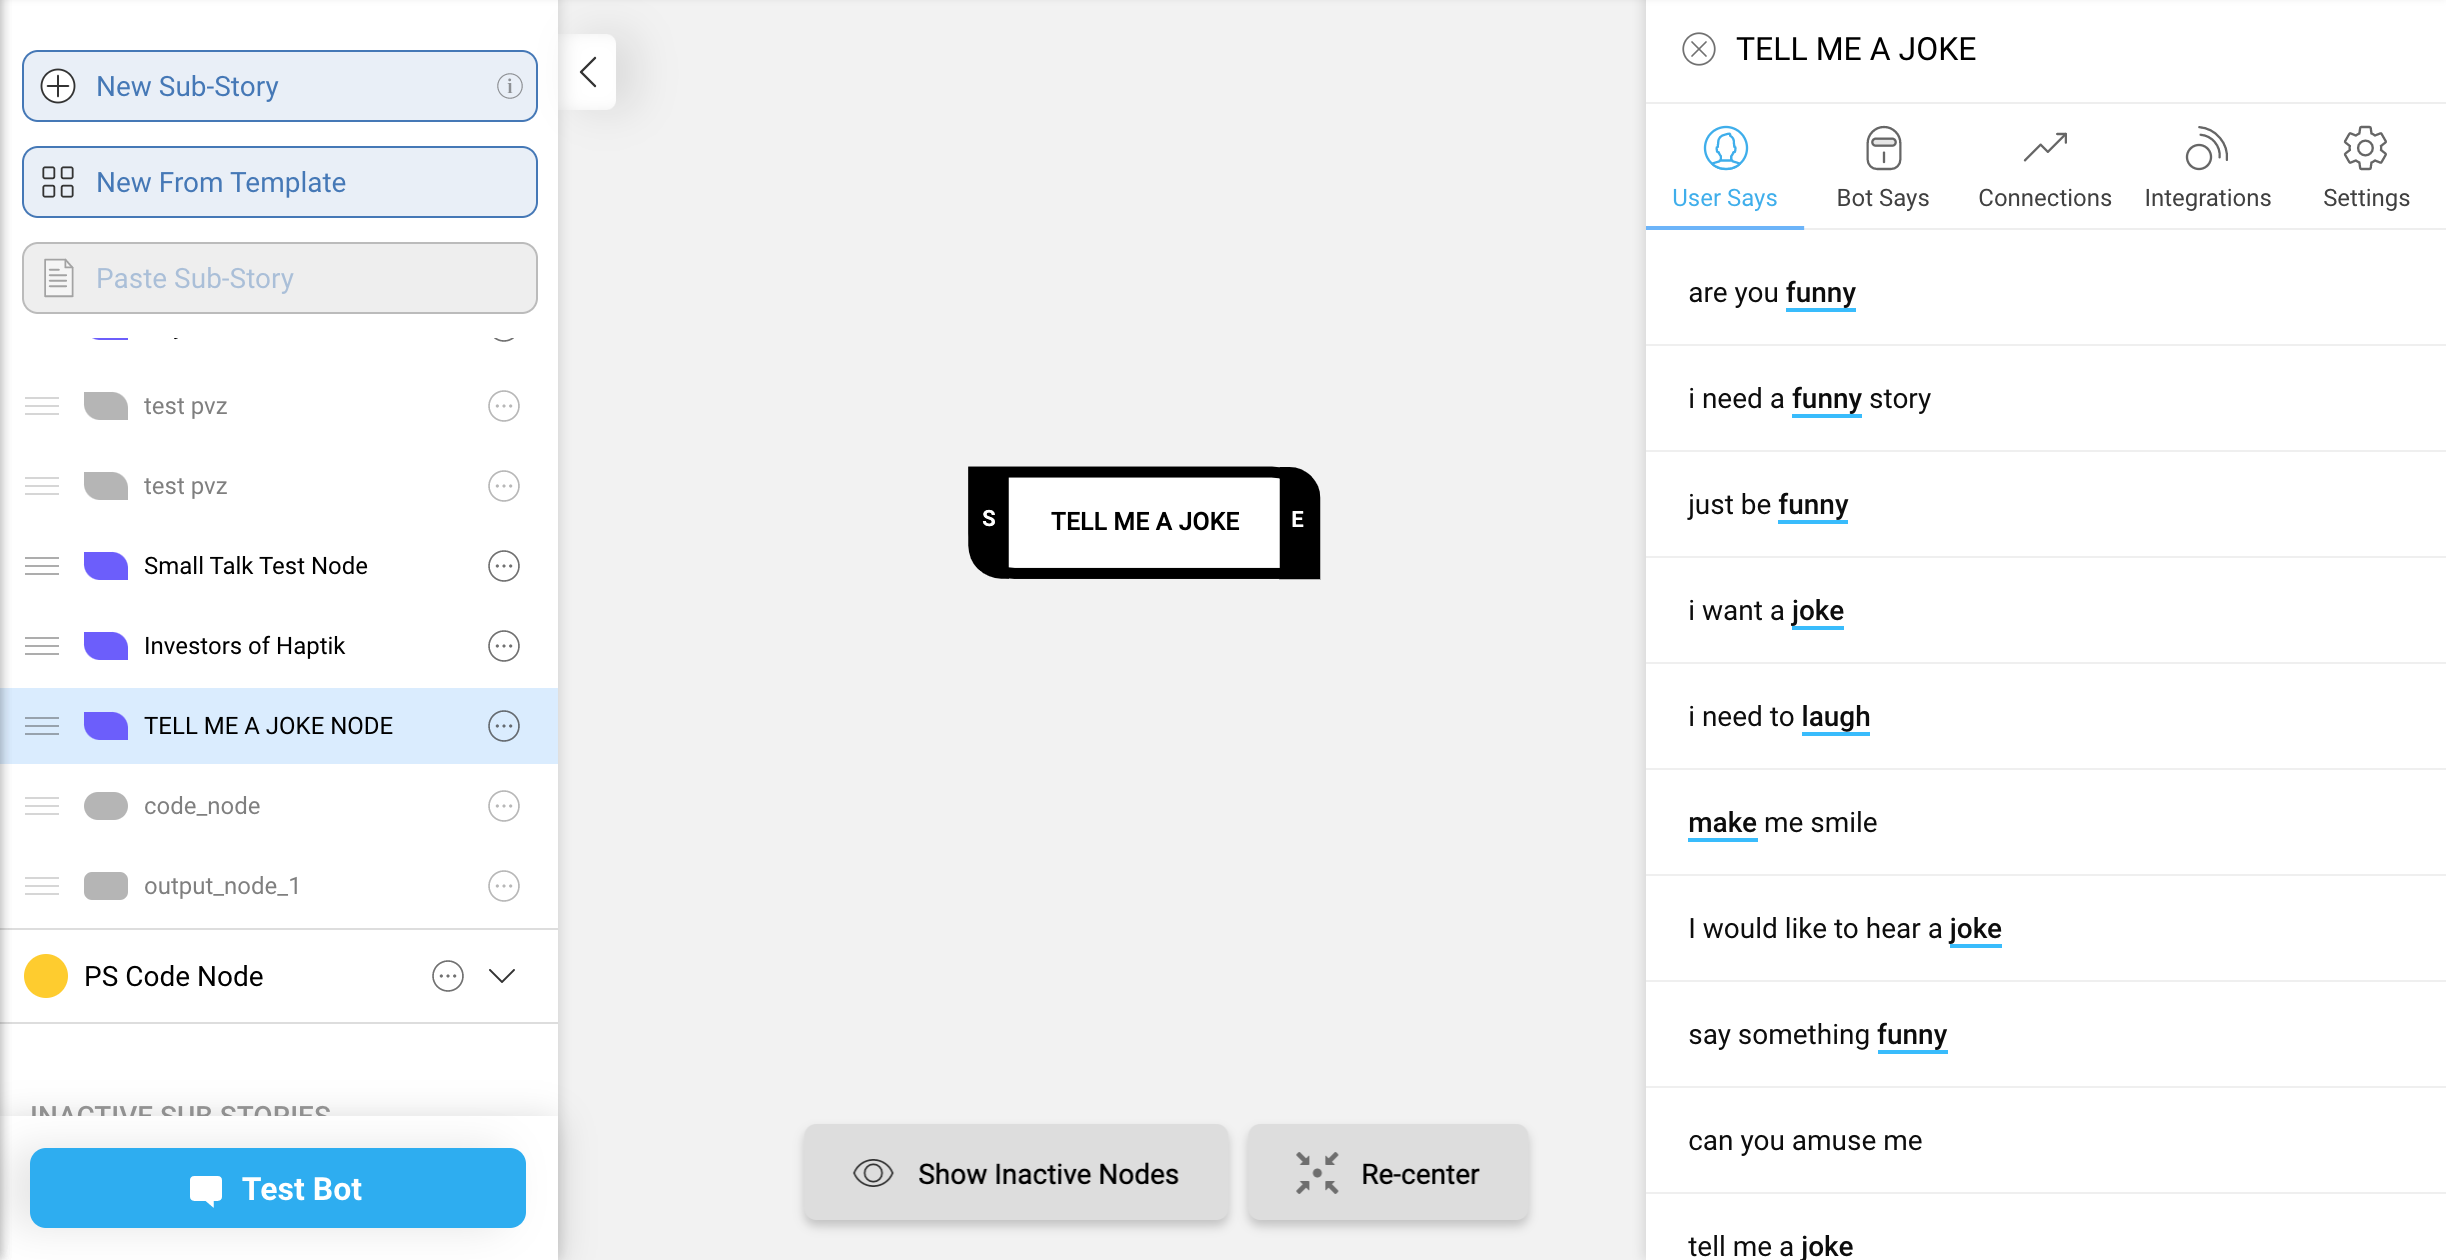 New Sub-Story
New From Template
Paste Sub-Story
test pvz
test pvz
Small Talk Test Node
Investors of Haptik
TELL ME A JOKE NODE
code_node
output_node_1
PS Code Node
INACTIVE SUB STORIES
Test Bot
S TELL ME A JOKE E
Show Inactive Nodes
Re-center
TELL ME A JOKE
User Says Bot Says Connections Integrations Settings
are you funny
i need a funny story
just be funny
i want a joke
i need to laugh
make me smile
I would like to hear a joke
say something funny
can you amuse me
tell me a joke